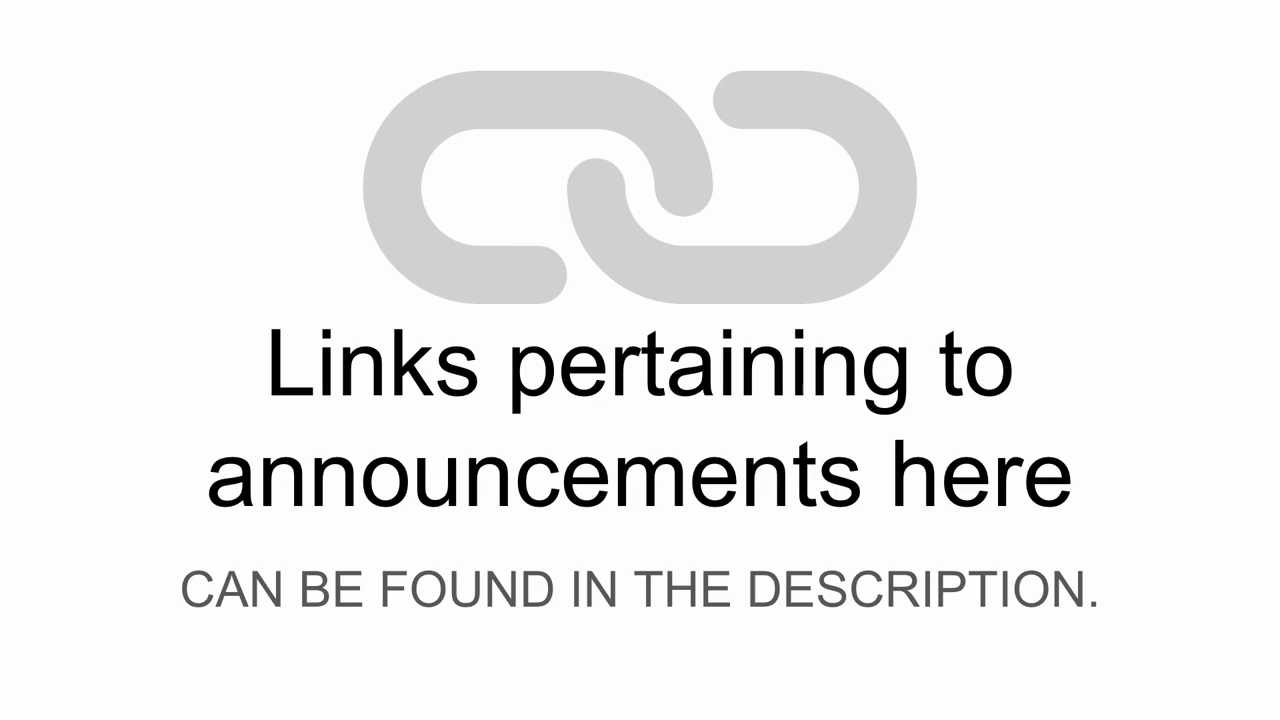 Links pertaining to
announcements here
CAN BE FOUND IN THE DESCRIPTION.